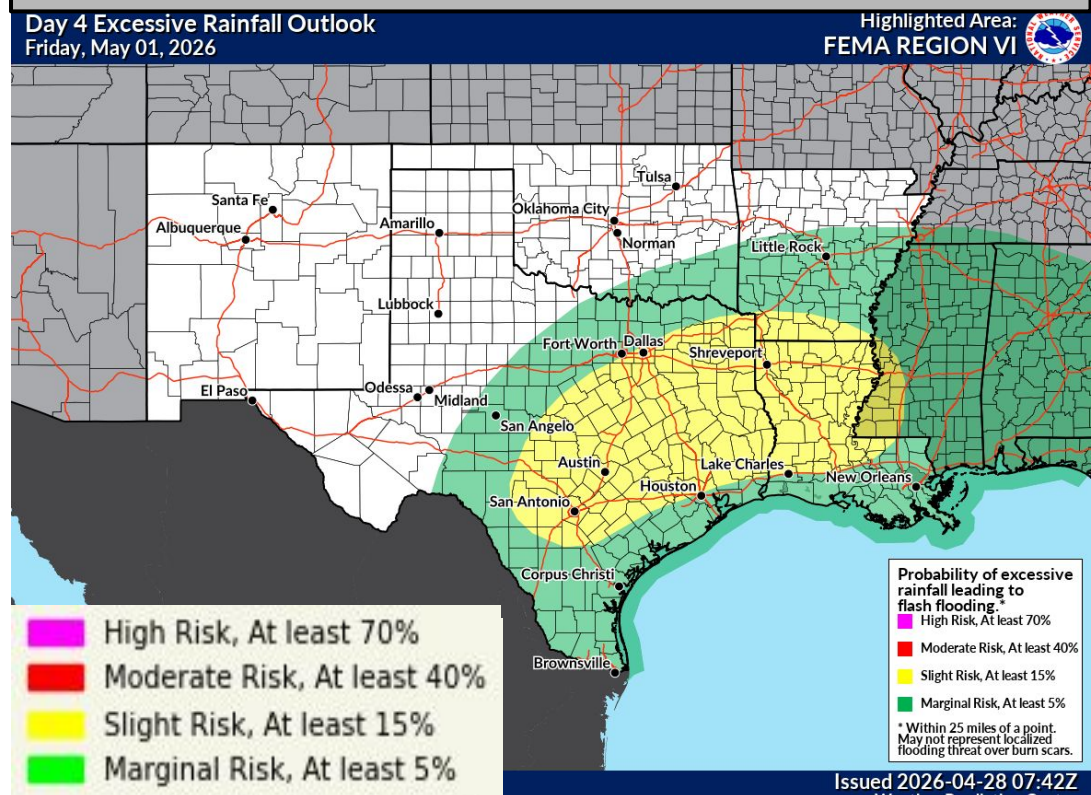 Day 4 Excessive Rainfall Outlook
Friday, May 01, 2026
Highlighted Area:
FEMA REGION VI
NATIONAL WEATHER SERVICE
Tulsa
Santa Fe
Oklahoma City
Albuquerque
Amarillo
Norman
Little Rock
Lubbock
Fort Worth
Dallas
Shreveport
El Paso
Odessa
Midland
San Angelo
Austin
Lake Charles
New Orleans
Houston
San Antonio
Corpus Christi
Brownsville
High Risk, At least 70%
Moderate Risk, At least 40%
Slight Risk, At least 15%
Marginal Risk, At least 5%
Probability of excessive
rainfall leading to
flash flooding.*
High Risk, At least 70%
Moderate Risk, At least 40%
Slight Risk, At least 15%
Marginal Risk, At least 5%
* Within 25 miles of a point.
May not represent localized
flooding threat over burn scars.
Issued 2026-04-28 07:42Z